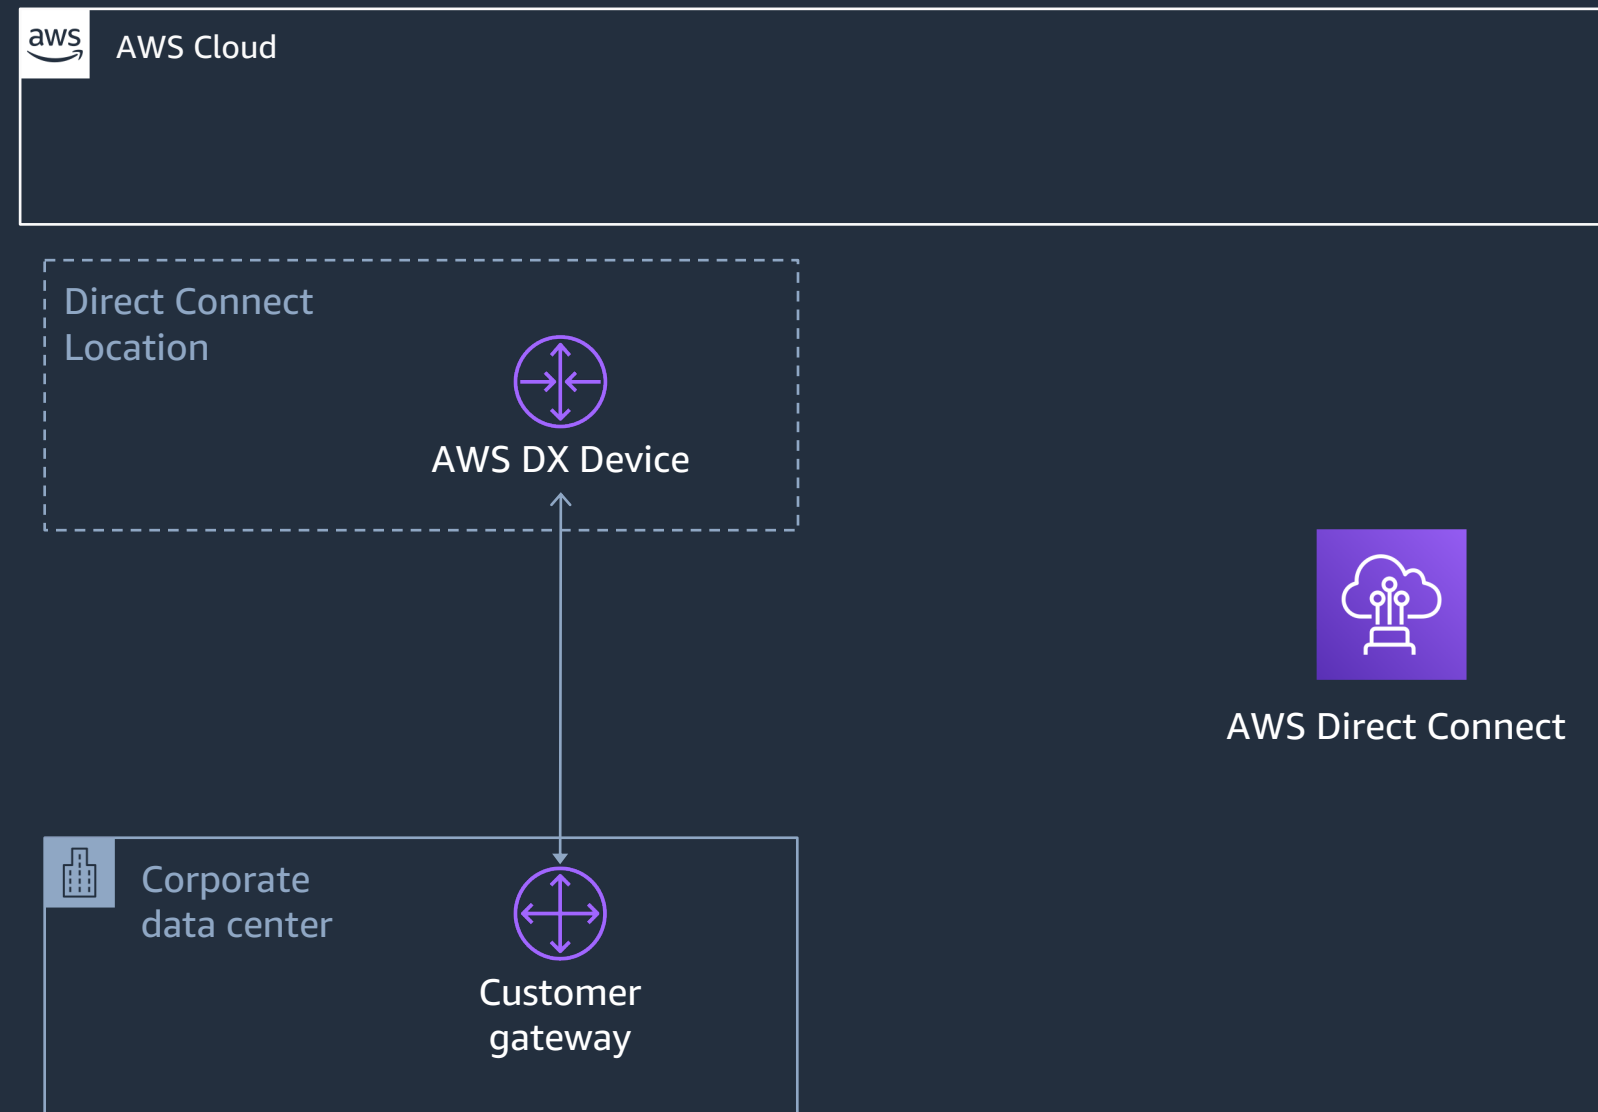 aws
AWS Cloud
Direct Connect
Location
AWS DX Device
AWS Direct Connect
Corporate
data center
Customer
gateway